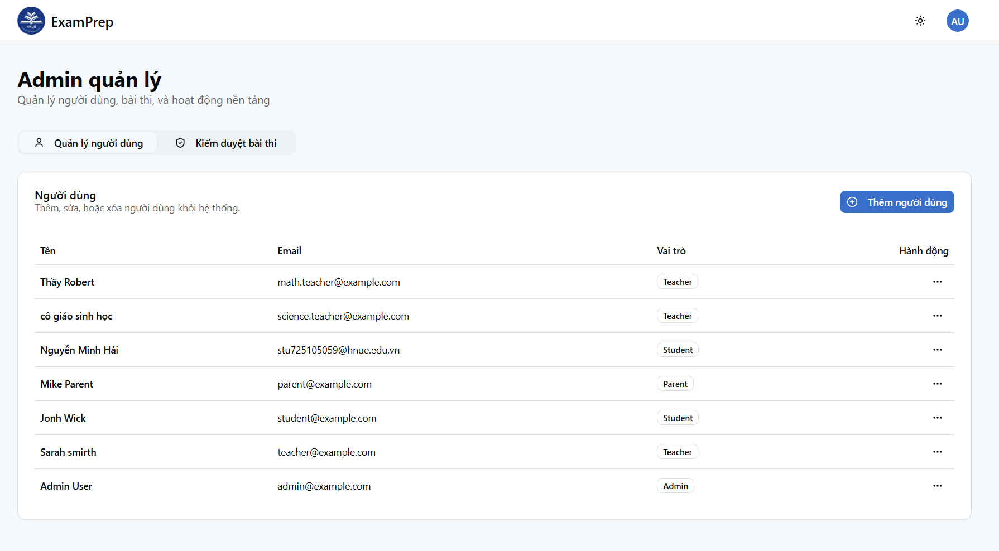 HNUE
ExamPrep
AU
Admin quản lý
Quản lý người dùng, bài thi, và hoạt động nền tảng
Quản lý người dùng Kiểm duyệt bài thi
Người dùng
Thêm, sửa, hoặc xóa người dùng khỏi hệ thống.
Thêm người dùng
Tên Email Vai trò Hành động
Thầy Robert math.teacher@example.com Teacher
cô giáo sinh học science.teacher@example.com Teacher
Nguyễn Minh Hải stu725105059@hnue.edu.vn Student
Mike Parent parent@example.com Parent
Jonh Wick student@example.com Student
Sarah smirth teacher@example.com Teacher
Admin User admin@example.com Admin